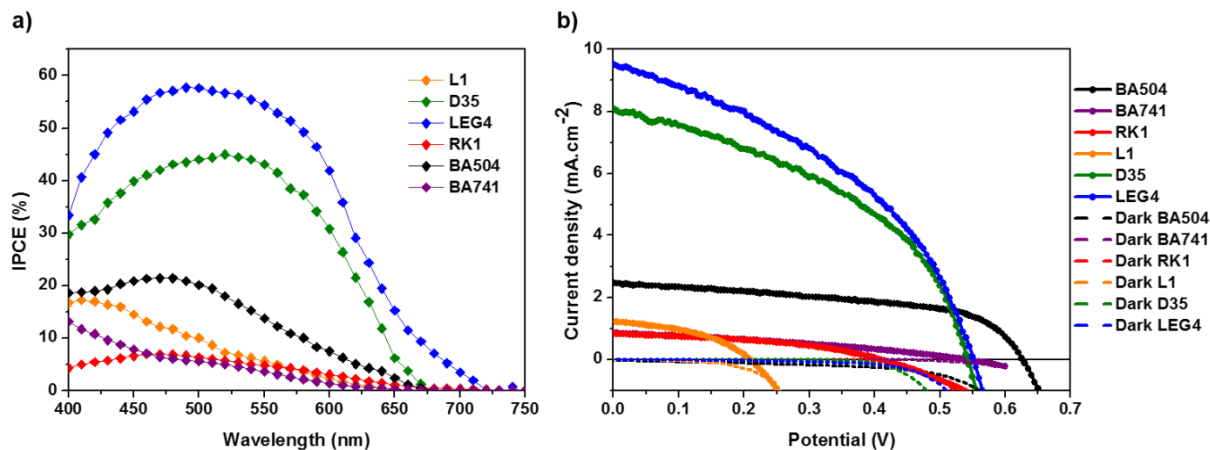 a)
IPCE (%)
60
50
40
30
20
10
0
400 450 500 550 600 650 700 750
Wavelength (nm)
L1
D35
LEG4
RK1
BA504
BA741
b)
Current density (mA.cm-2)
10
8
6
4
2
0
0.0 0.1 0.2 0.3 0.4 0.5 0.6 0.7
Potential (V)
BA504
BA741
RK1
L1
D35
LEG4
Dark BA504
Dark BA741
Dark RK1
Dark L1
Dark D35
Dark LEG4